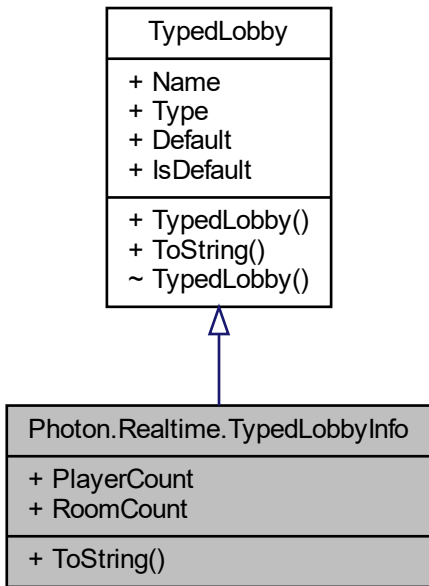 TypedLobby
+ Name
+ Type
+ Default
+ IsDefault
+ TypedLobby()
+ ToString()
~ TypedLobby()
Photon.Realtime.TypedLobbyInfo
+ PlayerCount
+ RoomCount
+ ToString()